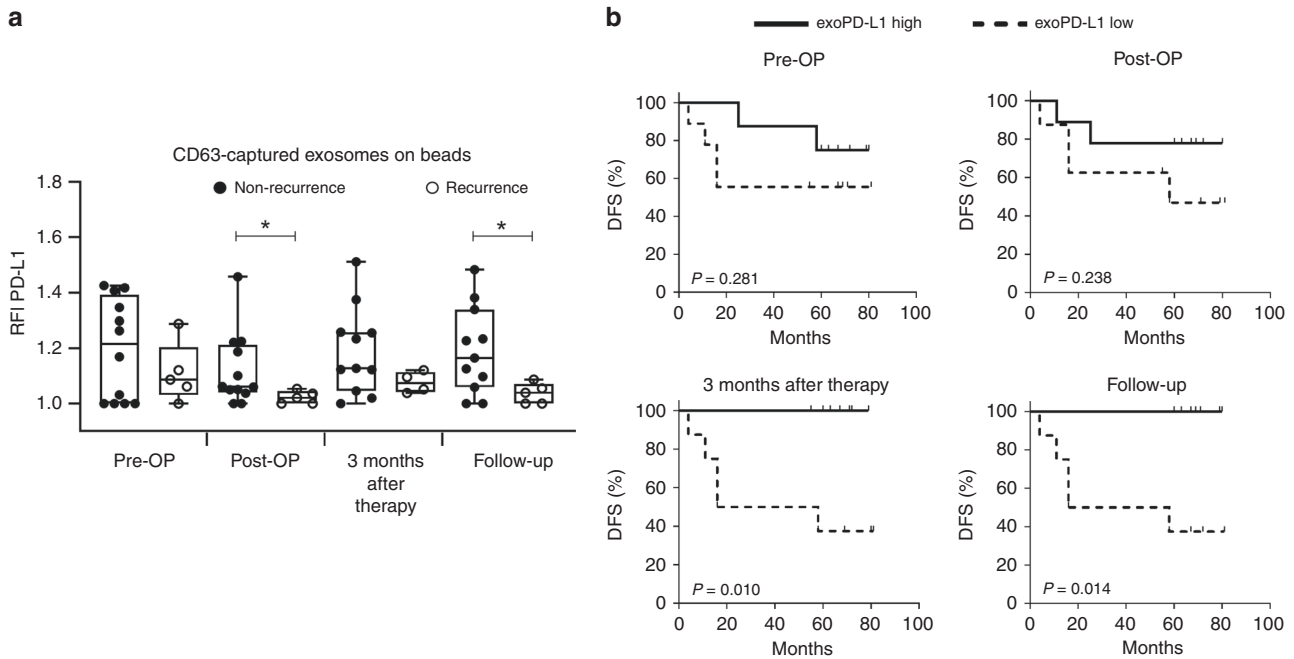 a
CD63-captured exosomes on beads
Non-recurrence
Recurrence
1.8
1.6
1.4
1.2
1.0
RFI PD-L1
*
*
Pre-OP
Post-OP
3 months
after
therapy
Follow-up
b
exoPD-L1 high
exoPD-L1 low
Pre-OP
100
80
60
40
20
0
DFS (%)
P = 0.281
0 20 40 60 80 100
Months
Post-OP
100
80
60
40
20
0
DFS (%)
P = 0.238
0 20 40 60 80 100
Months
3 months after therapy
100
80
60
40
20
0
DFS (%)
P = 0.010
0 20 40 60 80 100
Months
Follow-up
100
80
60
40
20
0
DFS (%)
P = 0.014
0 20 40 60 80 100
Months